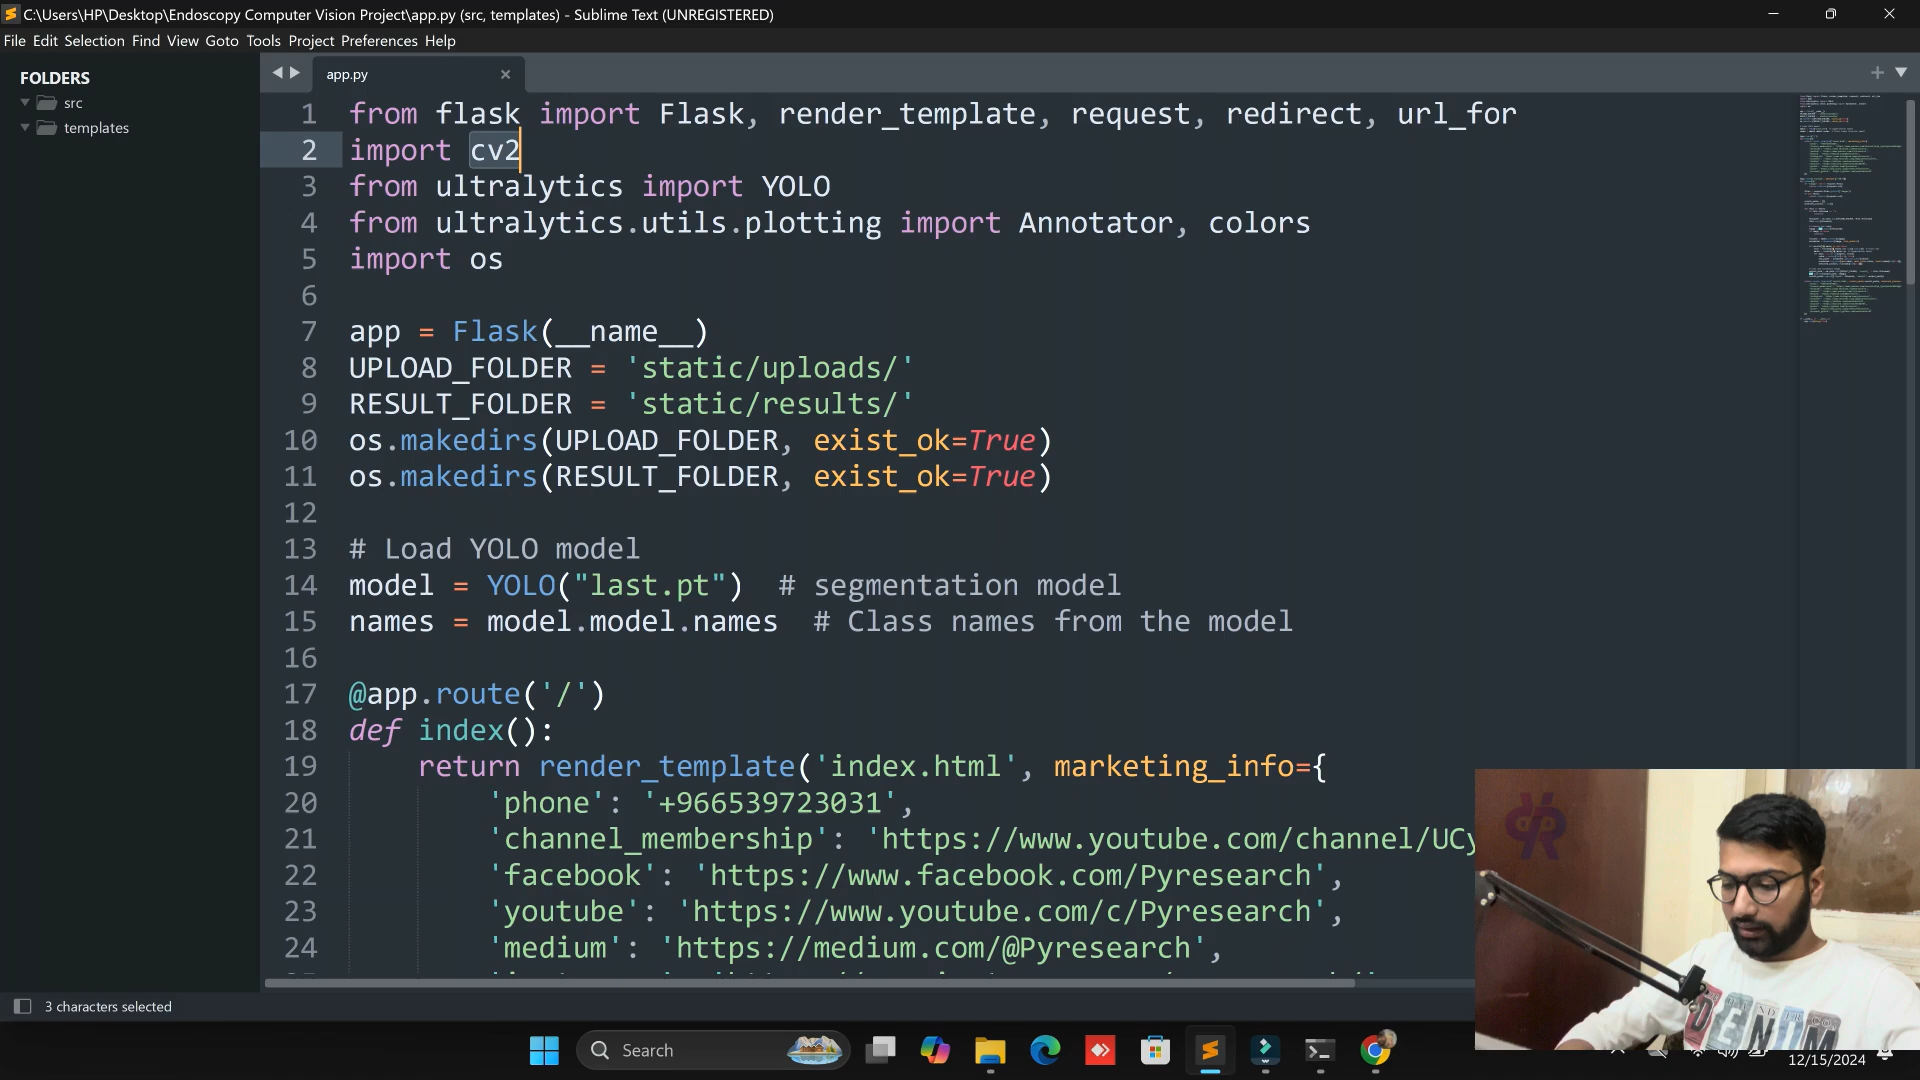 C:\Users\HP\Desktop\Endoscopy Computer Vision Project\app.py (src, templates) - Sublime Text (UNREGISTERED)
File Edit Selection Find View Goto Tools Project Preferences Help
FOLDERS
src
templates
app.py
1 from flask import Flask, render_template, request, redirect, url_for
2 import cv2
3 from ultralytics import YOLO
4 from ultralytics.utils.plotting import Annotator, colors
5 import os
6
7 app = Flask(__name__)
8 UPLOAD_FOLDER = 'static/uploads/'
9 RESULT_FOLDER = 'static/results/'
10 os.makedirs(UPLOAD_FOLDER, exist_ok=True)
11 os.makedirs(RESULT_FOLDER, exist_ok=True)
12
13 # Load YOLO model
14 model = YOLO("last.pt")  # segmentation model
15 names = model.model.names  # Class names from the model
16
17 @app.route('/')
18 def index():
19     return render_template('index.html', marketing_info={
20         'phone': '+966539723031',
21         'channel_membership': 'https://www.youtube.com/channel/UCy
22         'facebook': 'https://www.facebook.com/Pyresearch',
23         'youtube': 'https://www.youtube.com/c/Pyresearch',
24         'medium': 'https://medium.com/@Pyresearch',
3 characters selected
Search
12/15/2024